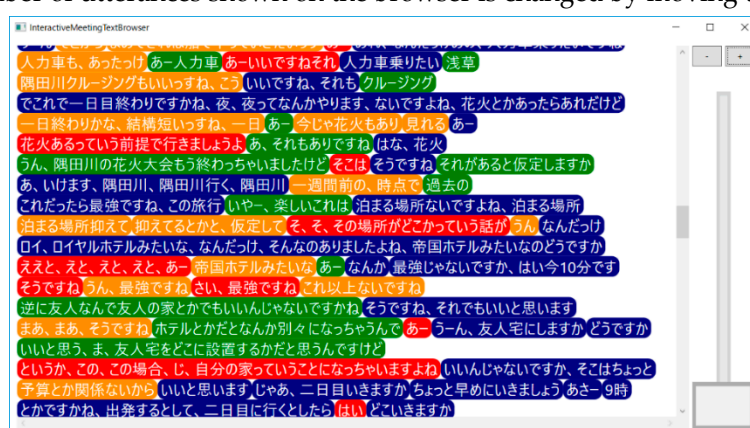 ber of utterances shown on the browser is changed by moving
InteractiveMeetingTextBrowser
人力車も、あったっけ あー人力車 あーいいですねそれ 人力車乗りたい 浅草
隅田川クルージングもいいっすね、こう いいですね、それも クルージング
でこれで一日目終わりですかね、夜、夜ってなんかやります、ないですよね、花火とかあったらあれだけど
一日終わりかな、結構短いっすね、一日 あー 今じゃ花火もあり 見れる あー
花火あるっていう前提で行きましょうよ あ、それもありですね はな、花火
うん、隅田川の花火大会もう終わっちゃいましたけど そこは そうですね それがあると仮定しますか
あ、いけます、隅田川、隅田川行く、隅田川 一週間前の、時点で 過去の
これだったら最強ですね、この旅行 いやー、楽しいこれは 泊まる場所ないですよね、泊まる場所
泊まる場所抑えて 抑えてるとかと、仮定して そ、そ、その場所がどこかっていう話が うん なんだっけ
ロイ、ロイヤルホテルみたいな、なんだっけ、そんなのありましたよね、帝国ホテルみたいなのどうですか
ええと、えと、えと、えと、あー 帝国ホテルみたいな あー なんか 最強じゃないですか、はい今10分です
そうですね うん、最強ですね さい、最強ですね これ以上ないですね
逆に友人なんで友人の家とかでもいいんじゃないですかね そうですね、それでもいいと思います
まあ、まあ、そうですね ホテルとかだとなんか別々になっちゃうんで あー うーん、友人宅にしますか どうですか
いいと思う、ま、友人宅をどこに設置するかだと思うんですけど
というか、この、この場合、じ、自分の家っていうことになっちゃいますよね いいんじゃないですか、そこはちょっと
予算とか関係ないから いいと思います じゃあ、二日目いきますか ちょっと早めにいきましょう あさー 9時
とかですかね、出発するとして、二日目に行くとしたら はい どこいきますか
- +